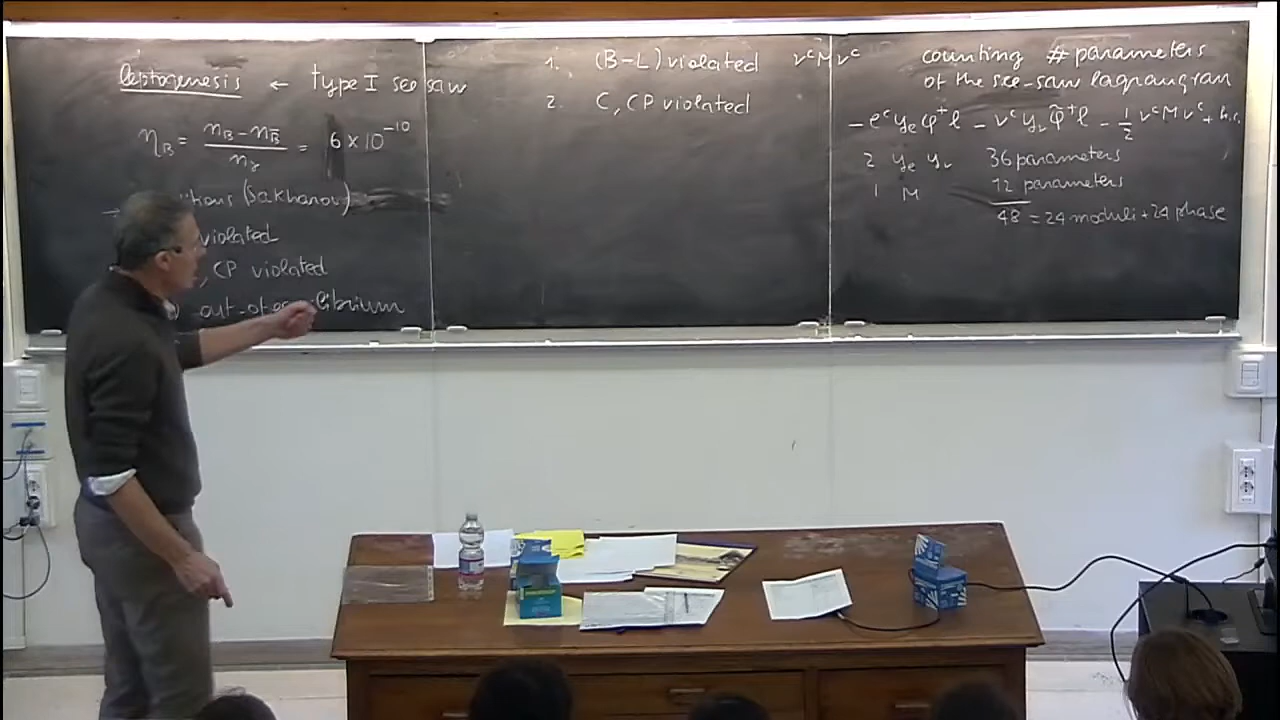 leptogenesis ← type I see saw
η_B = (n_B − n_B̄) / n_γ = 6 × 10^−10
(Sakharov)
violated
, CP violated
out-of-equilibrium
1. (B−L) violated ν^c M ν^c
2. C, CP violated
counting # parameters
of the see-saw lagrangian
− e^c y_e φ^+ l − ν^c y_ν φ̃^+ l − 1/2 ν^c M ν^c + h.c.
2 y_e y_ν 36 parameters
1 M 12 parameters
48 = 24 moduli + 24 phase